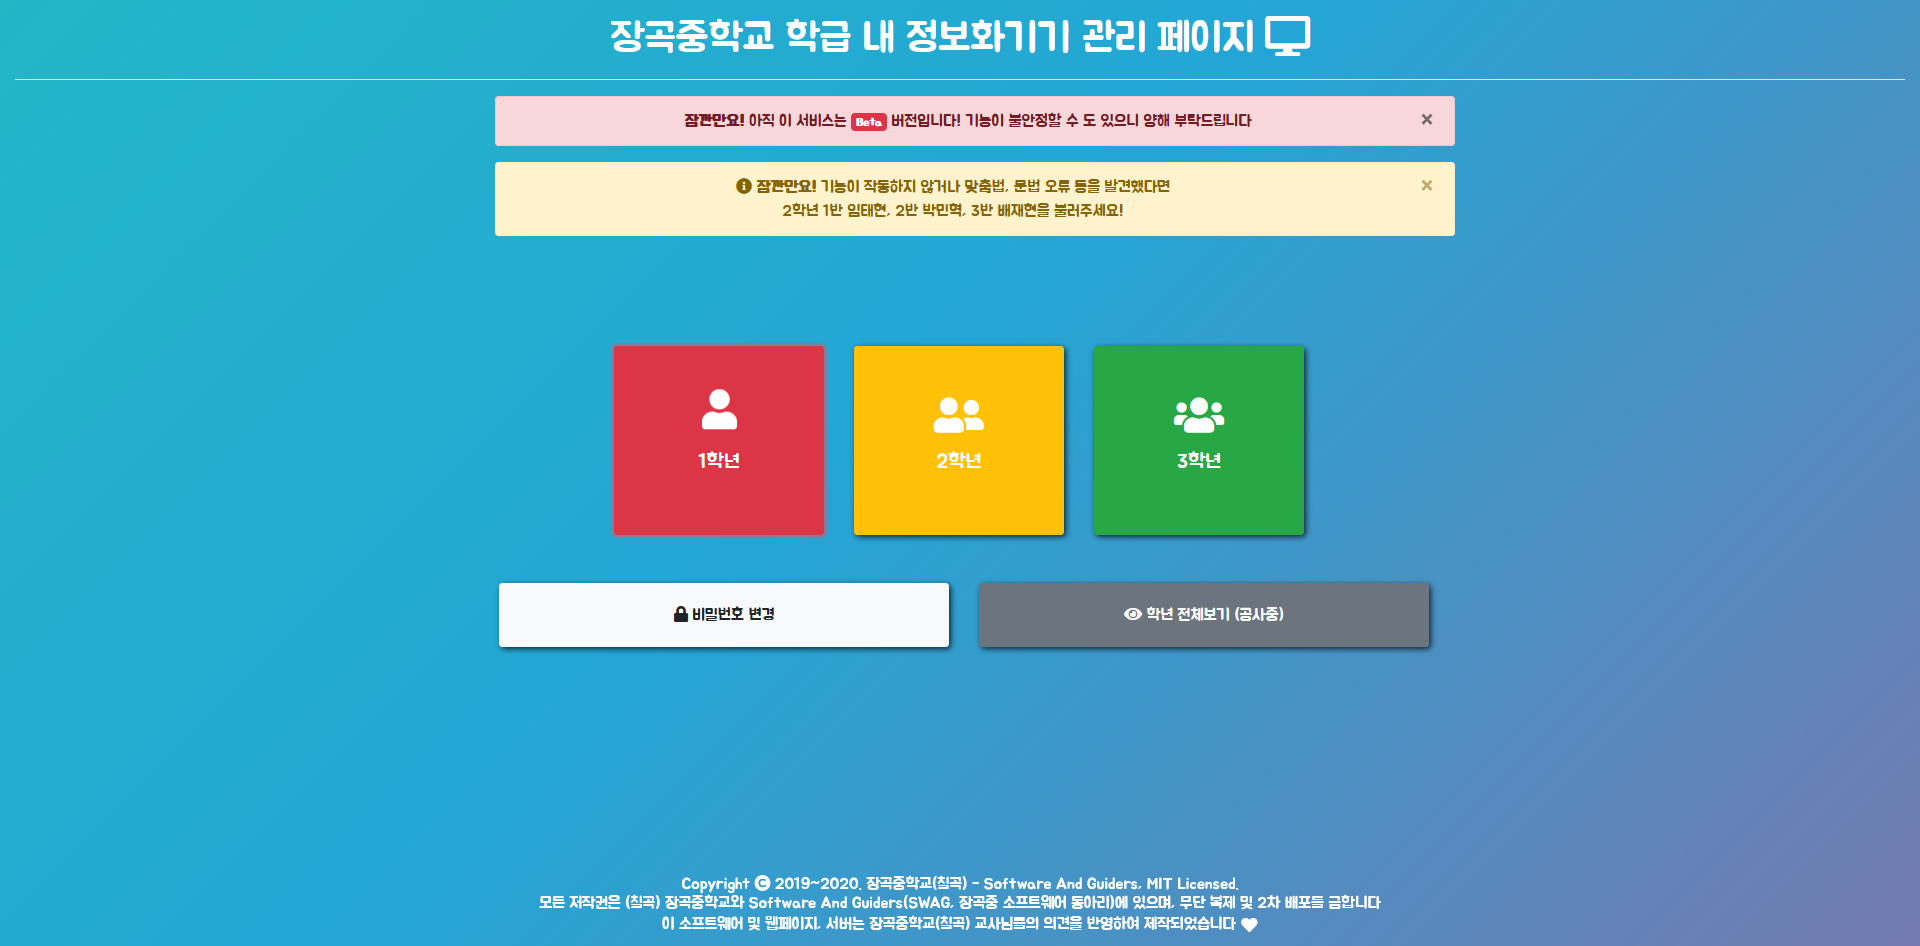 장곡중학교 학급 내 정보화기기 관리 페이지
잠깐만요! 아직 이 서비스는 Beta 버전입니다! 기능이 불안정할 수 도 있으니 양해 부탁드립니다 ×
잠깐만요! 기능이 작동하지 않거나 맞춤법, 문법 오류 등을 발견했다면 ×
2학년 1반 임태현, 2반 박민혁, 3반 배재현을 불러주세요!
1학년
2학년
3학년
비밀번호 변경
학년 전체보기 (공사중)
Copyright © 2019~2020. 장곡중학교(칠곡) - Software And Guiders, MIT Licensed.
모든 저작권은 (칠곡) 장곡중학교와 Software And Guiders(SWAG, 장곡중 소프트웨어 동아리)에 있으며, 무단 복제 및 2차 배포를 금합니다
이 소프트웨어 및 웹페이지, 서버는 장곡중학교(칠곡) 교사님들의 의견을 반영하여 제작되었습니다